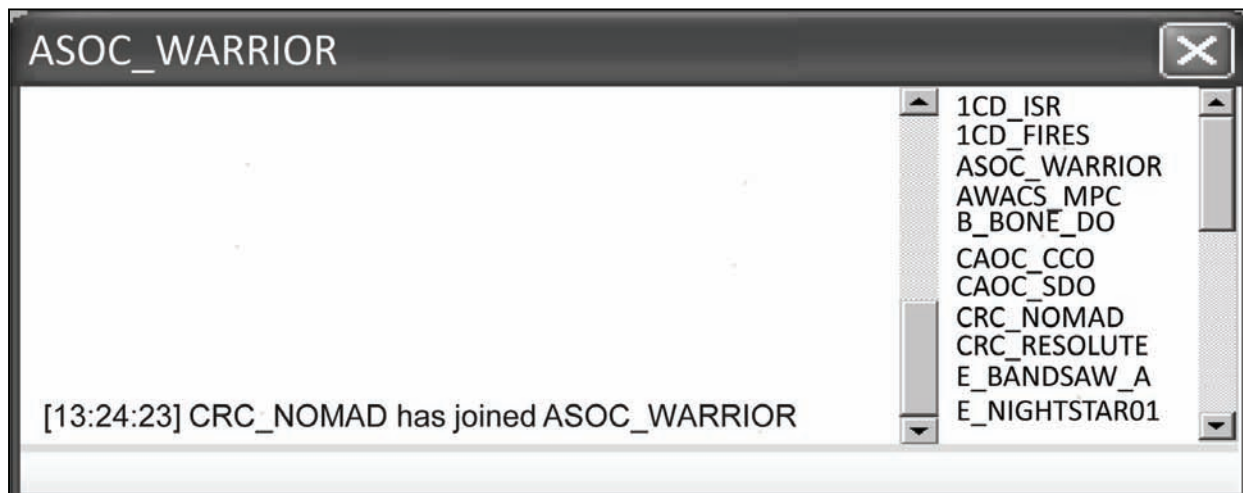 ASOC_WARRIOR
[13:24:23] CRC_NOMAD has joined ASOC_WARRIOR
1CD_ISR
1CD_FIRES
ASOC_WARRIOR
AWACS_MPC
B_BONE_DO
CAOC_CCO
CAOC_SDO
CRC_NOMAD
CRC_RESOLUTE
E_BANDSAW_A
E_NIGHTSTAR01